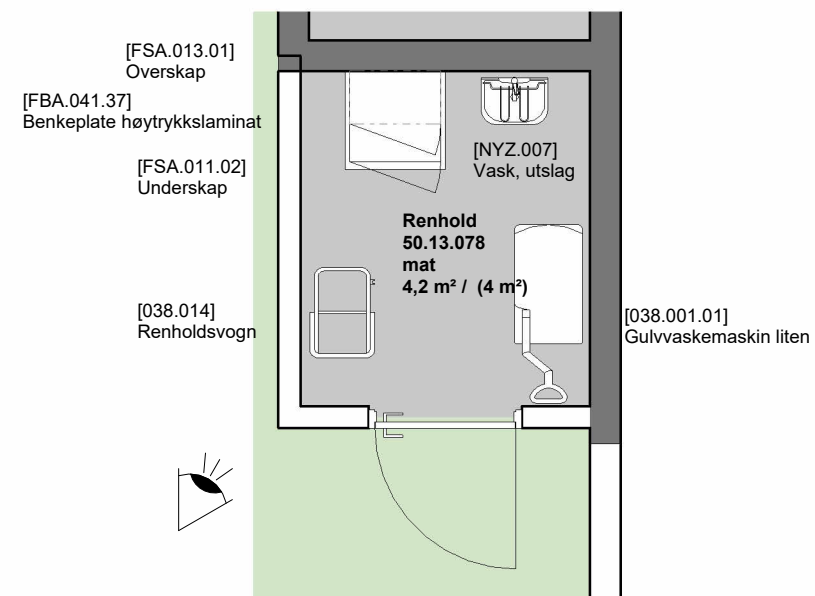 [FSA.013.01]
Overskap
[FBA.041.37]
Benkeplate høytrykkslaminat
[FSA.011.02]
Underskap
[NYZ.007]
Vask, utslag
Renhold
50.13.078
mat
4,2 m² / (4 m²)
[038.014]
Renholdsvogn
[038.001.01]
Gulvvaskemaskin liten